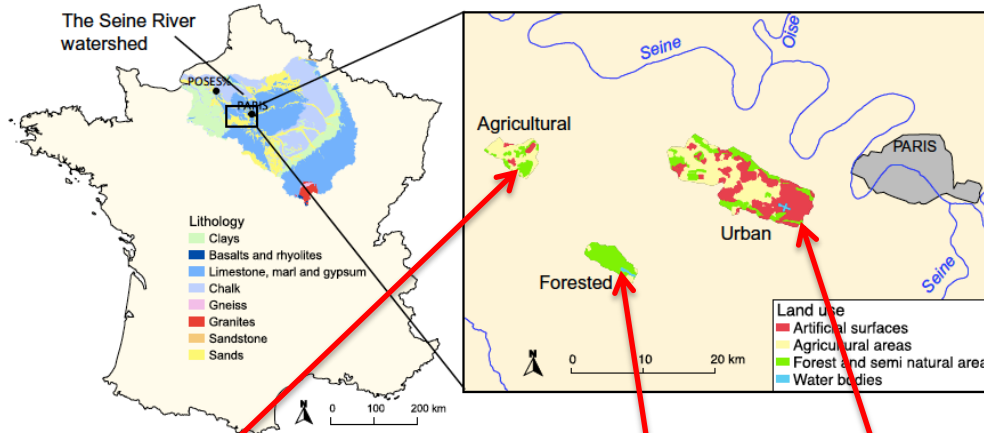 The Seine River
watershed
POSES%
PARIS
Lithology
Clays
Basalts and rhyolites
Limestone, marl and gypsum
Chalk
Gneiss
Granites
Sandstone
Sands
N
0 100 200 km
Seine
Oise
Agricultural
PARIS
Urban
Forested
Seine
Land use
Artificial surfaces
Agricultural areas
Forest and semi natural area
Water bodies
N
0 10 20 km